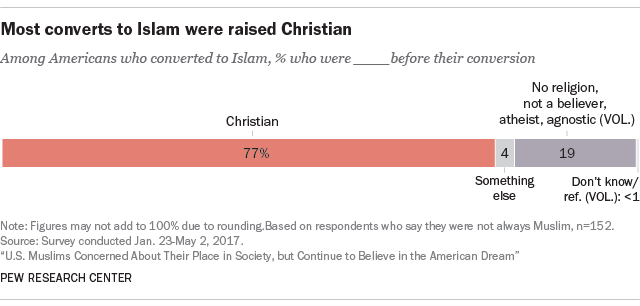 Most converts to Islam were raised Christian
Among Americans who converted to Islam, % who were ____ before their conversion
No religion,
not a believer,
atheist, agnostic (VOL.)
Christian
77%
4
19
Something
else
Don't know/
ref. (VOL.): <1
Note: Figures may not add to 100% due to rounding.Based on respondents who say they were not always Muslim, n=152.
Source: Survey conducted Jan. 23-May 2, 2017.
“U.S. Muslims Concerned About Their Place in Society, but Continue to Believe in the American Dream”
PEW RESEARCH CENTER